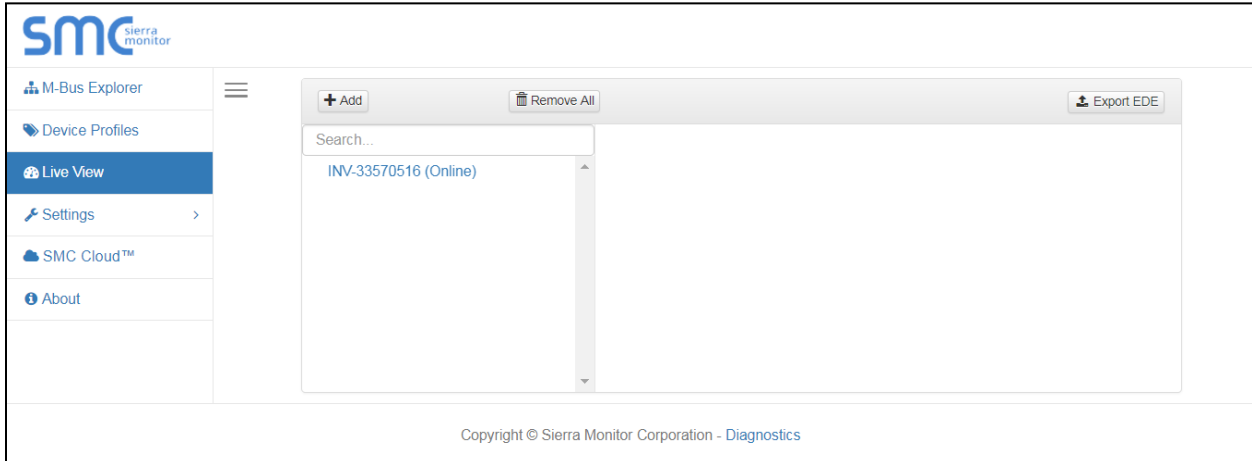 SMC sierra monitor
M-Bus Explorer
Device Profiles
Live View
Settings
SMC Cloud™
About
Add
Remove All
Export EDE
Search...
INV-33570516 (Online)
Copyright © Sierra Monitor Corporation - Diagnostics